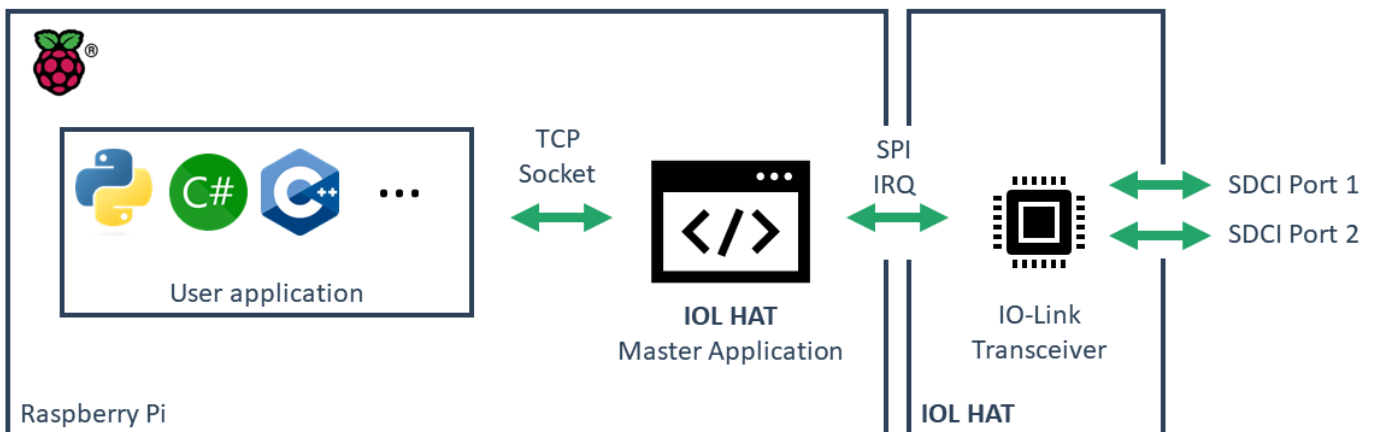 ®
C#
C++
...
User application
TCP
Socket
</>
IOL HAT
Master Application
Raspberry Pi
SPI
IRQ
IO-Link
Transceiver
IOL HAT
SDCI Port 1
SDCI Port 2